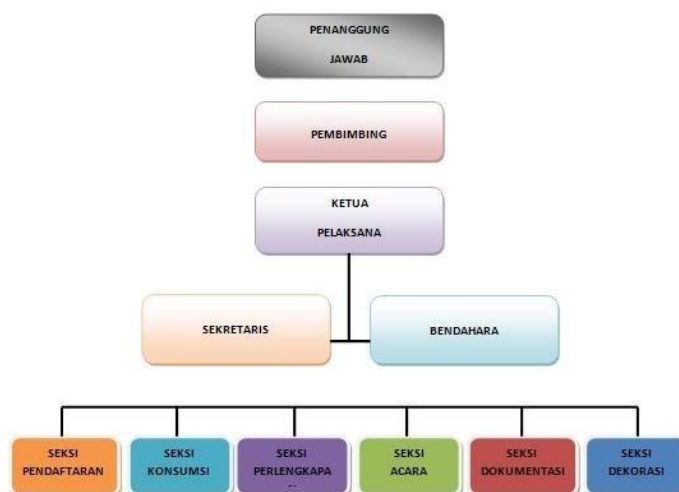 PENANGGUNG
JAWAB
PEMBIMBING
KETUA
PELAKSANA
SEKRETARIS
BENDAHARA
SEKSI
PENDAFTARAN
SEKSI
KONSUMSI
SEKSI
PERLENGKAPA
SEKSI
ACARA
SEKSI
DOKUMENTASI
SEKSI
DEKORASI